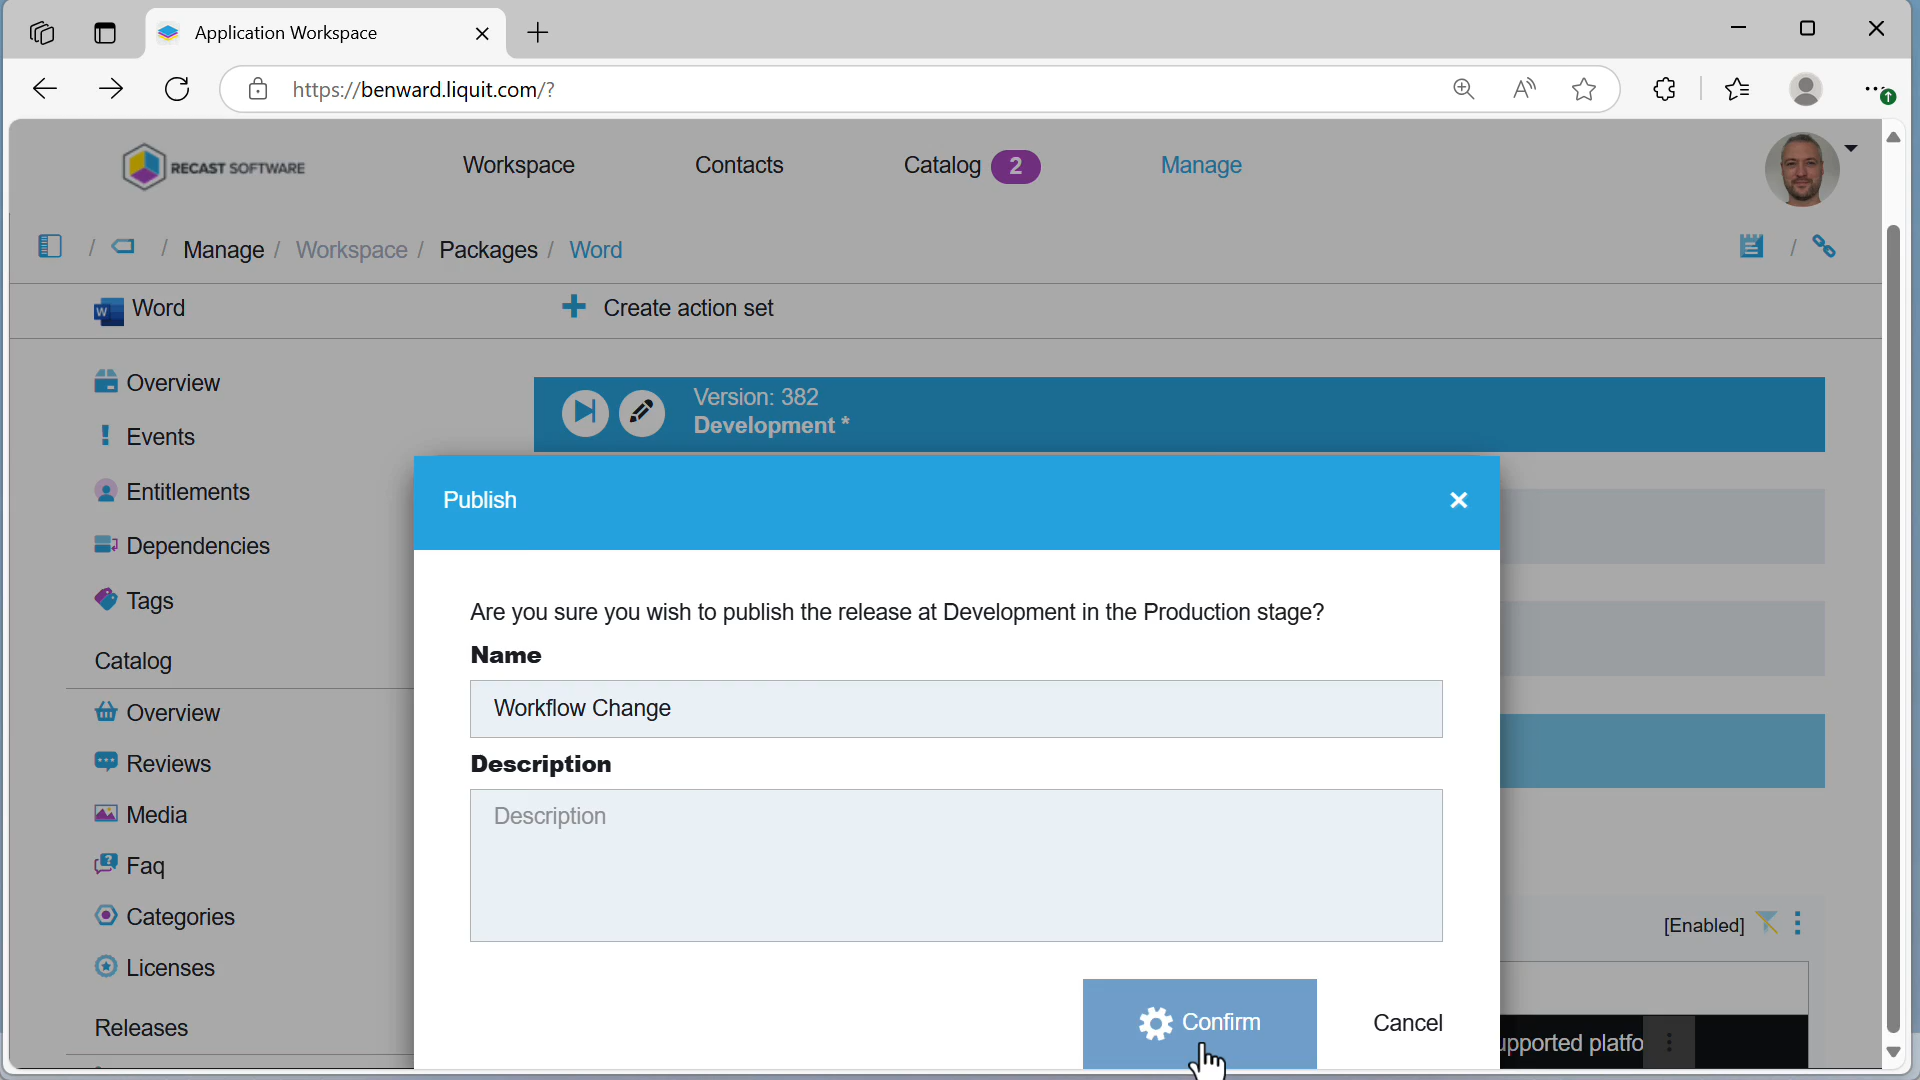 Application Workspace
https://benward.liquit.com/?
RECAST SOFTWARE
Workspace
Contacts
Catalog 2
Manage
/ / Manage / Workspace / Packages / Word
/
Word
Create action set
Overview
Events
Entitlements
Dependencies
Tags
Catalog
Overview
Reviews
Media
Faq
Categories
Licenses
Releases
Version: 382
Development *
Publish
Are you sure you wish to publish the release at Development in the Production stage?
Name
Workflow Change
Description
Description
Confirm
Cancel
[Enabled]
upported platfo